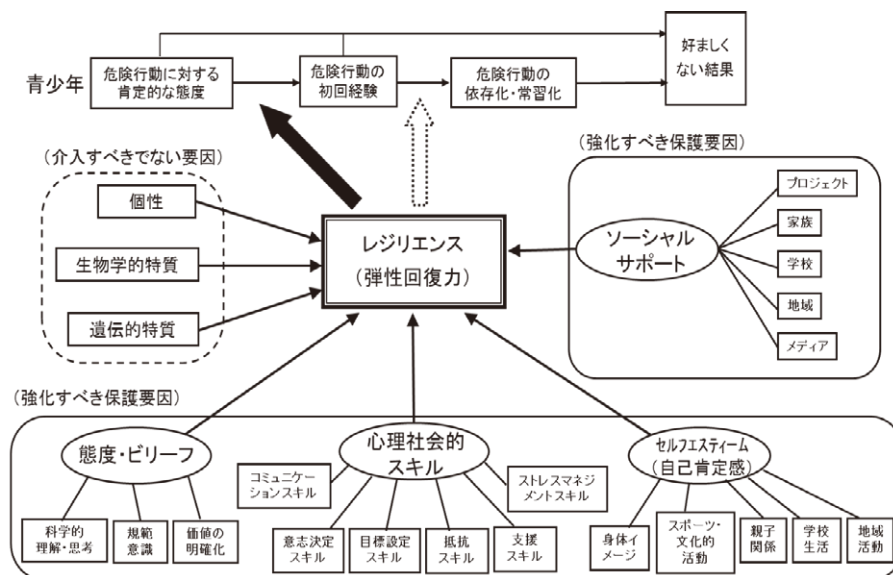 青少年
危険行動に対する
肯定的な態度
危険行動の
初回経験
危険行動の
依存化・常習化
好ましく
ない結果
(介入すべきでない要因)
個性
生物学的特質
遺伝的特質
レジリエンス
(弾性回復力)
(強化すべき保護要因)
ソーシャル
サポート
プロジェクト
家族
学校
地域
メディア
(強化すべき保護要因)
態度・ビリーフ
科学的
理解・思考
規範
意識
価値の
明確化
心理社会的
スキル
コミュニケー
ションスキル
意志決定
スキル
目標設定
スキル
抵抗
スキル
支援
スキル
ストレスマネジ
メントスキル
セルフエスティーム
(自己肯定感)
身体イ
メージ
スポーツ・
文化的
活動
親子
関係
学校
生活
地域
活動